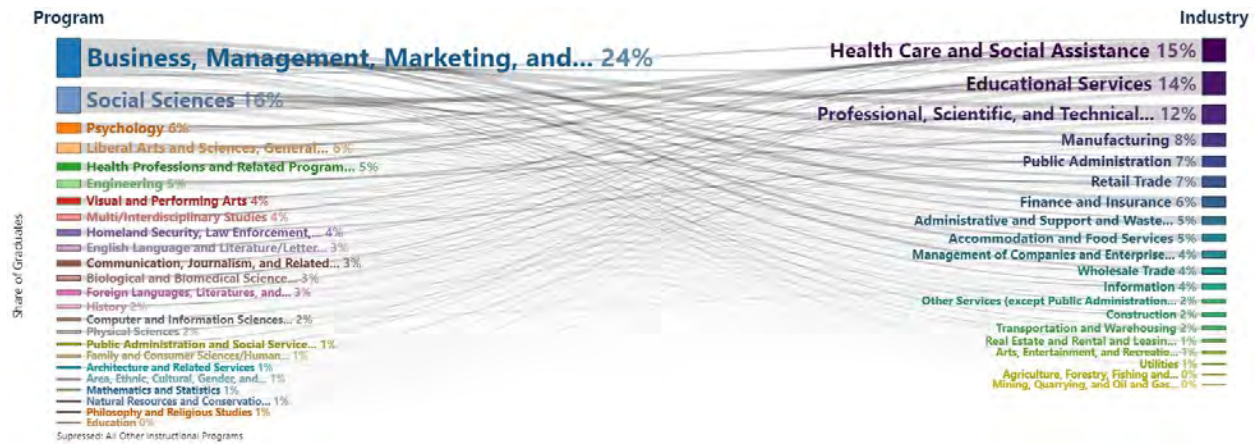 Program
Industry
Business, Management, Marketing, and... 24%
Social Sciences 16%
Psychology 6%
Liberal Arts and Sciences, General... 6%
Health Professions and Related Program... 5%
Engineering 5%
Visual and Performing Arts 4%
Multi/Interdisciplinary Studies 4%
Homeland Security, Law Enforcement,... 4%
English Language and Literature/Letter... 3%
Communication, Journalism, and Related... 3%
Biological and Biomedical Science... 3%
Foreign Languages, Literatures, and... 3%
History 2%
Computer and Information Sciences... 2%
Physical Sciences 2%
Public Administration and Social Service... 1%
Family and Consumer Sciences/Human... 1%
Architecture and Related Services 1%
Area, Ethnic, Cultural, Gender, and... 1%
Mathematics and Statistics 1%
Natural Resources and Conservatio... 1%
Philosophy and Religious Studies 1%
Education 0%
Share of Graduates
Supressed: All Other Instructional Programs
Health Care and Social Assistance 15%
Educational Services 14%
Professional, Scientific, and Technical... 12%
Manufacturing 8%
Public Administration 7%
Retail Trade 7%
Finance and Insurance 6%
Administrative and Support and Waste... 5%
Accommodation and Food Services 5%
Management of Companies and Enterprise... 4%
Wholesale Trade 4%
Information 4%
Other Services (except Public Administration... 2%
Construction 2%
Transportation and Warehousing 2%
Real Estate and Rental and Leasin... 1%
Arts, Entertainment, and Recreatio... 1%
Utilities 1%
Agriculture, Forestry, Fishing and... 0%
Mining, Quarrying, and Oil and Gas... 0%